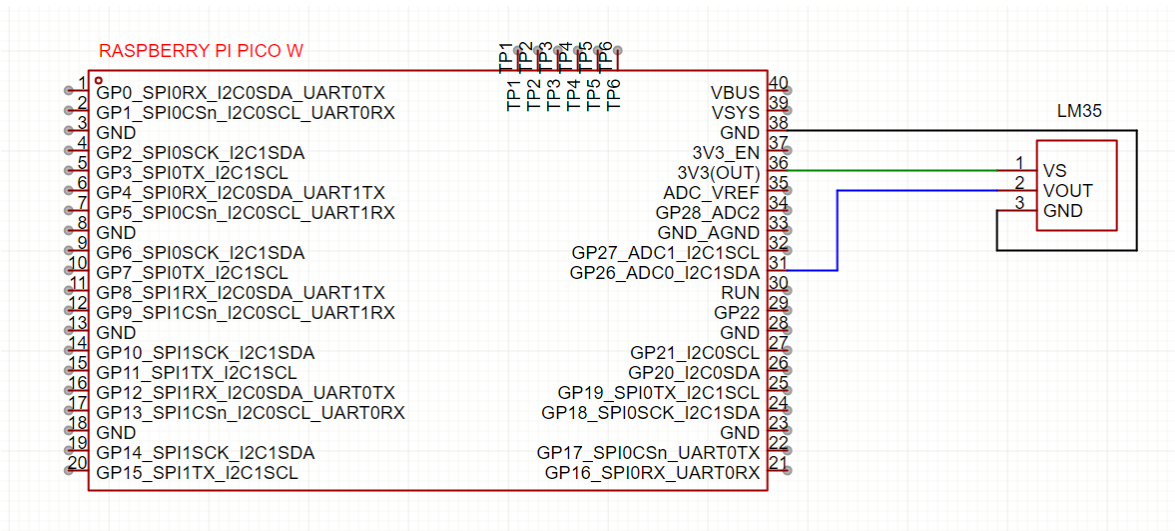 RASPBERRY PI PICO W
TP1 TP2 TP3 TP4 TP5 TP6
TP1 TP2 TP3 TP4 TP5 TP6
1 GP0_SPI0RX_I2C0SDA_UART0TX
2 GP1_SPI0CSn_I2C0SCL_UART0RX
3 GND
4 GP2_SPI0SCK_I2C1SDA
5 GP3_SPI0TX_I2C1SCL
6 GP4_SPI0RX_I2C0SDA_UART1TX
7 GP5_SPI0CSn_I2C0SCL_UART1RX
8 GND
9 GP6_SPI0SCK_I2C1SDA
10 GP7_SPI0TX_I2C1SCL
11 GP8_SPI1RX_I2C0SDA_UART1TX
12 GP9_SPI1CSn_I2C0SCL_UART1RX
13 GND
14 GP10_SPI1SCK_I2C1SDA
15 GP11_SPI1TX_I2C1SCL
16 GP12_SPI1RX_I2C0SDA_UART0TX
17 GP13_SPI1CSn_I2C0SCL_UART0RX
18 GND
19 GP14_SPI1SCK_I2C1SDA
20 GP15_SPI1TX_I2C1SCL
VBUS 40
VSYS 39
GND 38
3V3_EN 37
3V3(OUT) 36
ADC_VREF 35
GP28_ADC2 34
GND_AGND 33
GP27_ADC1_I2C1SCL 32
GP26_ADC0_I2C1SDA 31
RUN 30
GP22 29
GND 28
GP21_I2C0SCL 27
GP20_I2C0SDA 26
GP19_SPI0TX_I2C1SCL 25
GP18_SPI0SCK_I2C1SDA 24
GND 23
GP17_SPI0CSn_UART0TX 22
GP16_SPI0RX_UART0RX 21
LM35
1 VS
2 VOUT
3 GND